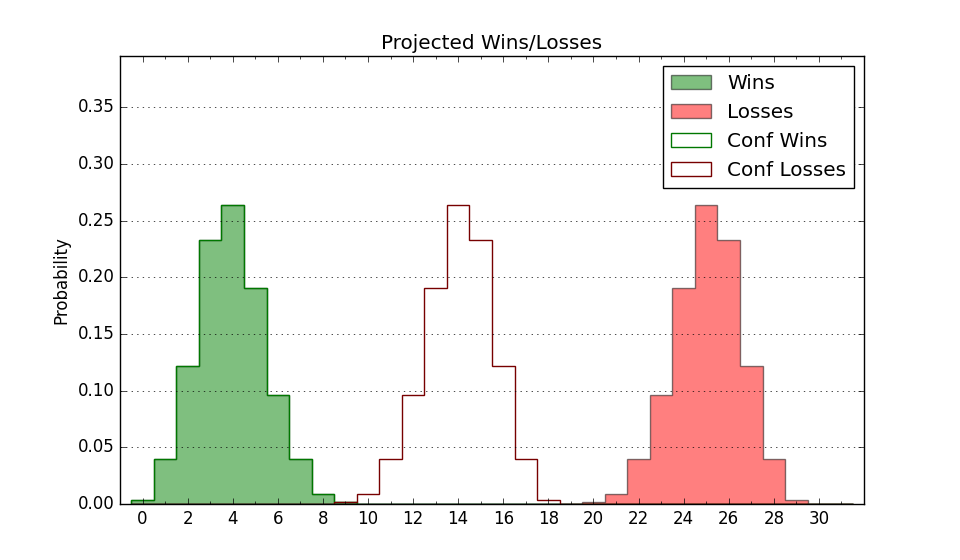 Projected Wins/Losses
Wins
Losses
Conf Wins
Conf Losses
Probability
0.35
0.30
0.25
0.20
0.15
0.10
0.05
0.00
0 2 4 6 8 10 12 14 16 18 20 22 24 26 28 30